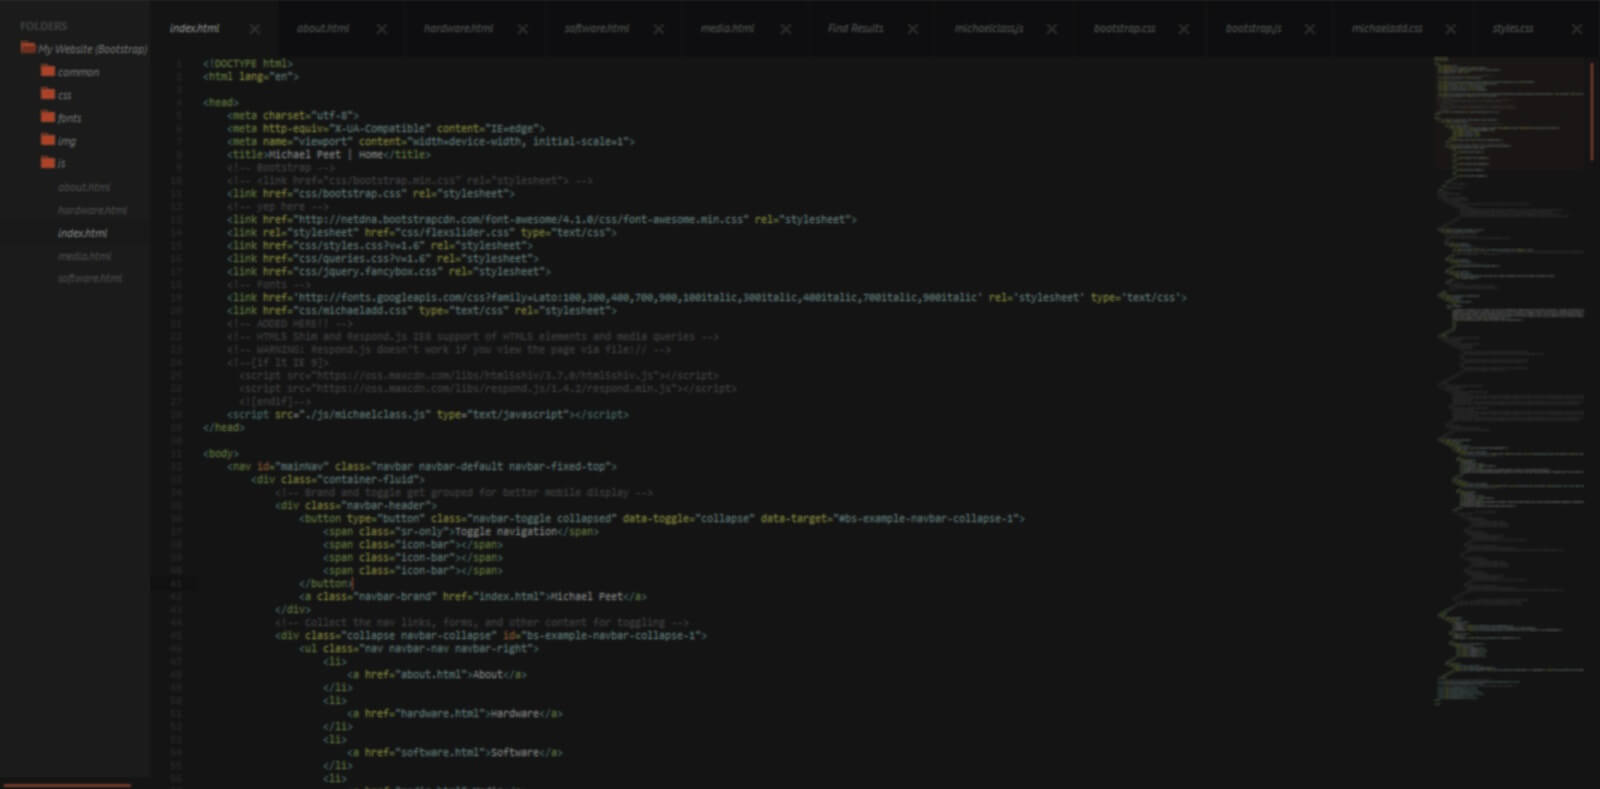 FOLDERS
My Website (Bootstrap)
common
css
fonts
img
js
about.html
hardware.html
index.html
media.html
software.html
index.html
about.html
hardware.html
software.html
media.html
Find Results
michaelclass.js
bootstrap.css
bootstrap.js
michaeladd.css
styles.css
<!DOCTYPE html>
<html lang="en">
<head>
<meta charset="utf-8">
<meta http-equiv="X-UA-Compatible" content="IE=edge">
<meta name="viewport" content="width=device-width, initial-scale=1">
<title>Michael Peet | Home</title>
<!-- Bootstrap -->
<!-- <link href="css/bootstrap.min.css" rel="stylesheet"> -->
<link href="css/bootstrap.css" rel="stylesheet">
<!-- yep here -->
<link href="http://netdna.bootstrapcdn.com/font-awesome/4.1.0/css/font-awesome.min.css" rel="stylesheet">
<link rel="stylesheet" href="css/flexslider.css" type="text/css">
<link href="css/styles.css?v=1.6" rel="stylesheet">
<link href="css/queries.css?v=1.6" rel="stylesheet">
<link href="css/jquery.fancybox.css" rel="stylesheet">
<!-- Fonts -->
<link href='http://fonts.googleapis.com/css?family=Lato:100,300,400,700,900,100italic,300italic,400italic,700italic,900italic' rel='stylesheet' type='text/css'>
<link href="css/michaeladd.css" type="text/css" rel="stylesheet">
<!-- ADDED HERE!! -->
<!-- HTML5 Shim and Respond.js IE8 support of HTML5 elements and media queries -->
<!-- WARNING: Respond.js doesn't work if you view the page via file:// -->
<!--[if lt IE 9]>
<script src="https://oss.maxcdn.com/libs/html5shiv/3.7.0/html5shiv.js"></script>
<script src="https://oss.maxcdn.com/libs/respond.js/1.4.2/respond.min.js"></script>
<![endif]-->
<script src="./js/michaelclass.js" type="text/javascript"></script>
</head>
<body>
<nav id="mainNav" class="navbar navbar-default navbar-fixed-top">
<div class="container-fluid">
<!-- Brand and toggle get grouped for better mobile display -->
<div class="navbar-header">
<button type="button" class="navbar-toggle collapsed" data-toggle="collapse" data-target="#bs-example-navbar-collapse-1">
<span class="sr-only">Toggle navigation</span>
<span class="icon-bar"></span>
<span class="icon-bar"></span>
<span class="icon-bar"></span>
</button>
<a class="navbar-brand" href="index.html">Michael Peet</a>
</div>
<!-- Collect the nav links, forms, and other content for toggling -->
<div class="collapse navbar-collapse" id="bs-example-navbar-collapse-1">
<ul class="nav navbar-nav navbar-right">
<li>
<a href="about.html">About</a>
</li>
<li>
<a href="hardware.html">Hardware</a>
</li>
<li>
<a href="software.html">Software</a>
</li>
<li>